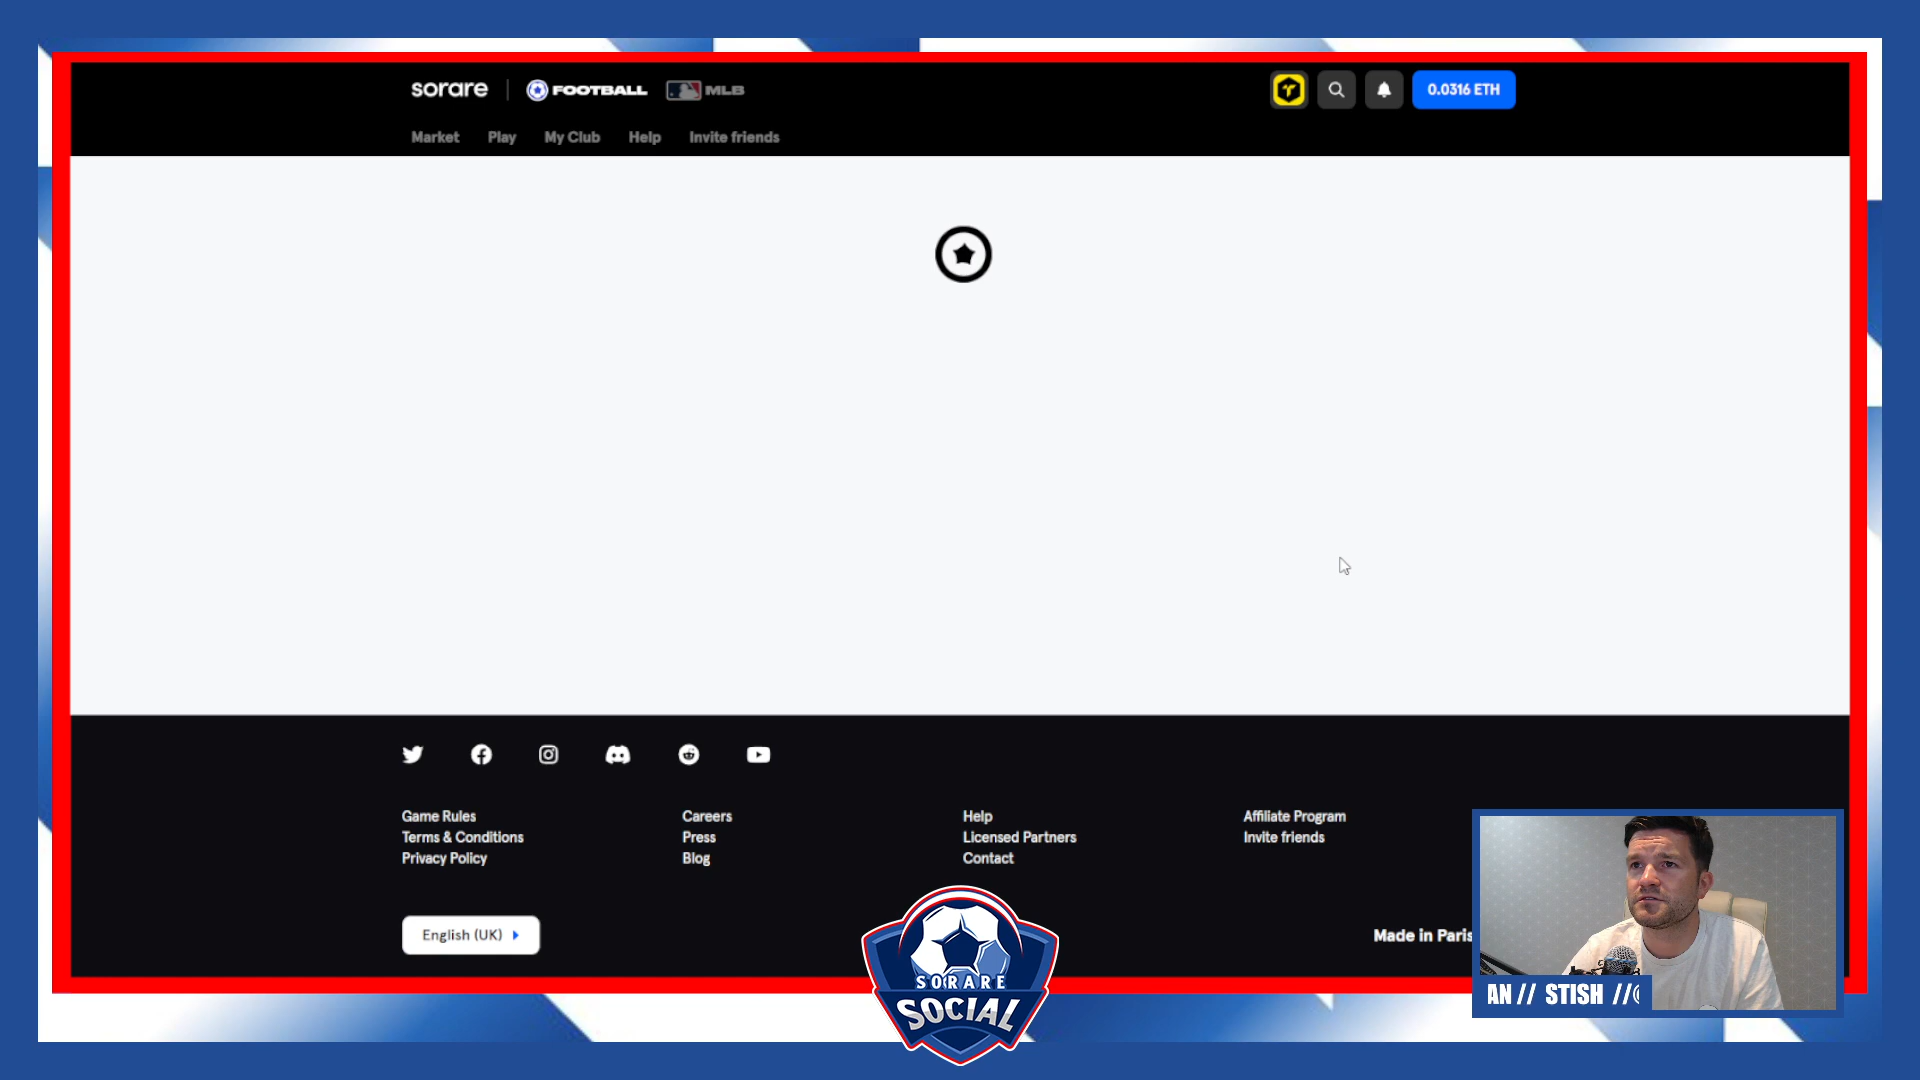 sorare FOOTBALL MLB 0.0316 ETH
Market Play My Club Help Invite friends
Game Rules Careers Help Affiliate Program
Terms & Conditions Press Licensed Partners Invite friends
Privacy Policy Blog Contact
English (UK) Made in Paris
SORARE
SOCIAL
AN // STISH //